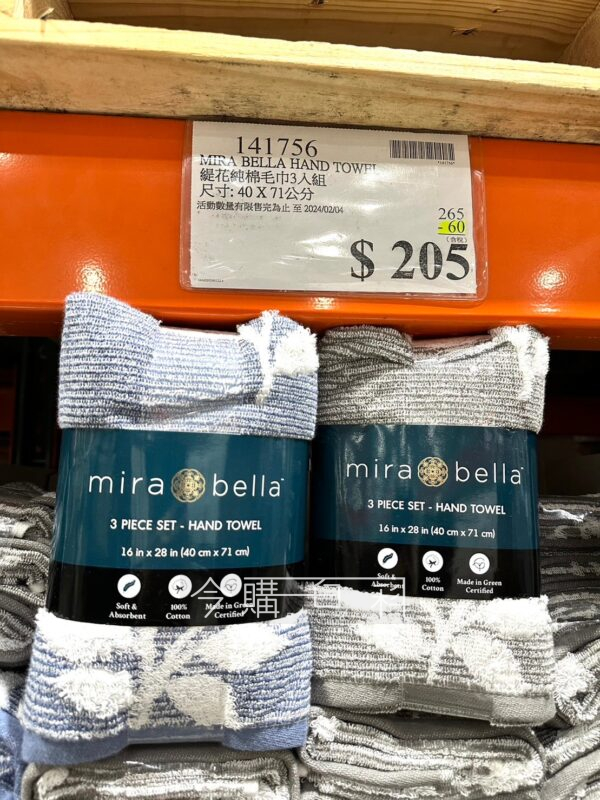 141756
MIRA BELLA HAND TOWEL
緹花純棉毛巾3入組
尺寸: 40 X 71公分
活動數量有限售完為止 至 2024/02/04
265
- 60
(含稅)
$ 205
mira bella
3 PIECE SET - HAND TOWEL
16 in x 28 in (40 cm x 71 cm)
Soft & Absorbent
100% Cotton
Made in Green Certified
mira bella
3 PIECE SET - HAND TOWEL
16 in x 28 in (40 cm x 71 cm)
Soft & Absorbent
100% Cotton
Made in Green Certified